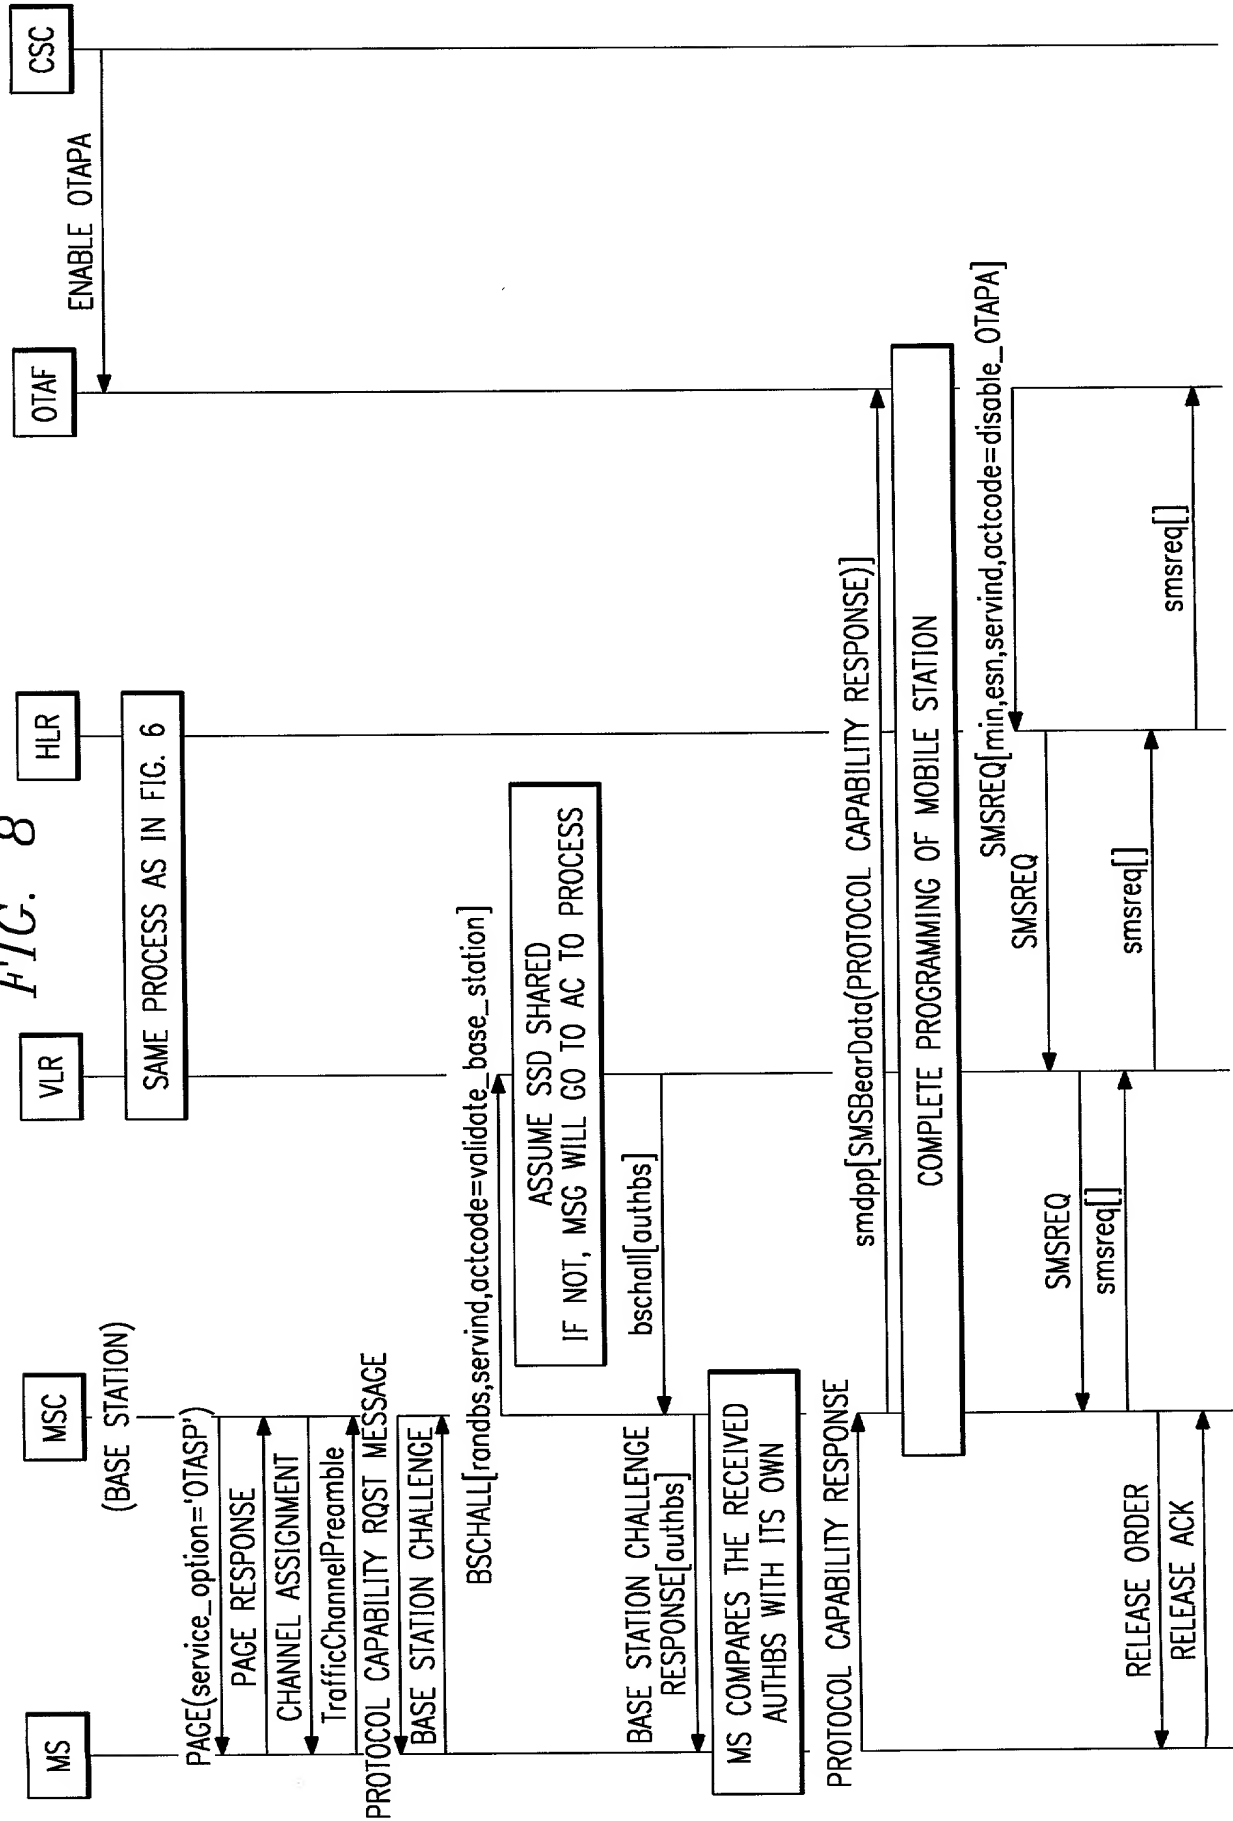 FIG. 8
MS
MSC
(BASE STATION)
VLR
HLR
OTAF
CSC
ENABLE OTAPA
SAME PROCESS AS IN FIG. 6
PAGE(service_option='OTASP')
PAGE RESPONSE
CHANNEL ASSIGNMENT
TrafficChannelPreamble
PROTOCOL CAPABILITY RQST MESSAGE
BASE STATION CHALLENGE
BSCHALL[randbs,servind,actcode=validate_base_station]
ASSUME SSD SHARED
IF NOT, MSG WILL GO TO AC TO PROCESS
bschall[authbs]
BASE STATION CHALLENGE
RESPONSE[authbs]
MS COMPARES THE RECEIVED
AUTHBS WITH ITS OWN
PROTOCOL CAPABILITY RESPONSE
smdpp[SMSBearData(PROTOCOL CAPABILITY RESPONSE)]
COMPLETE PROGRAMMING OF MOBILE STATION
SMSREQ[min,esn,servind,actcode=disable_OTAPA]
SMSREQ
SMSREQ
smsreq[]
smsreq[]
smsreq[]
RELEASE ORDER
RELEASE ACK